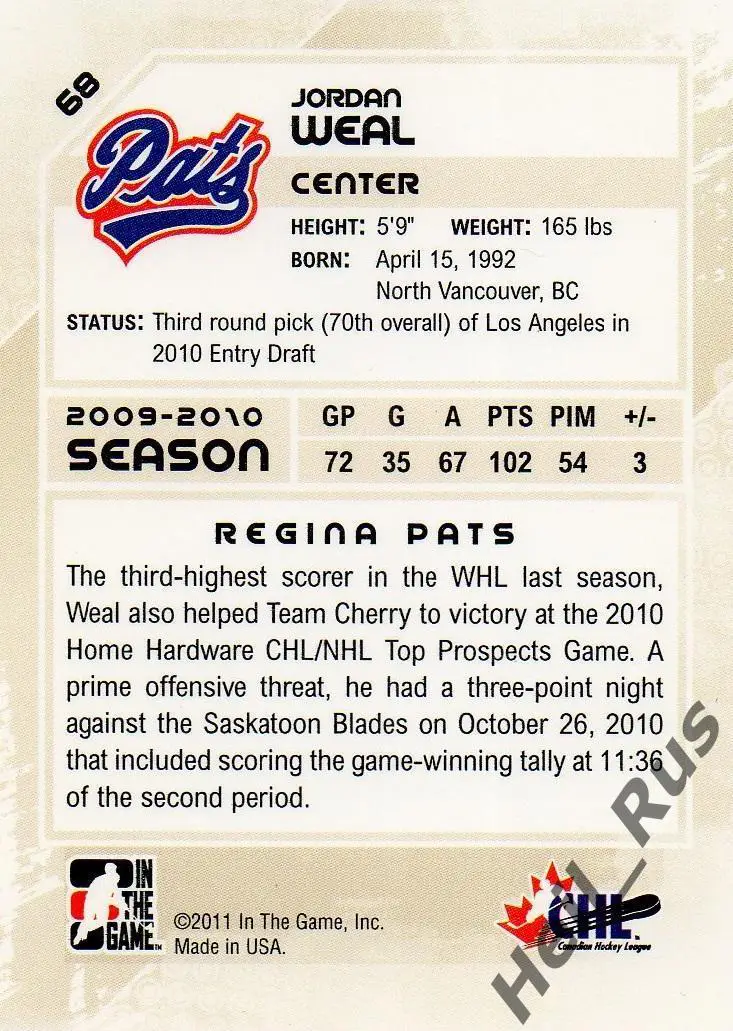 68
Pats
JORDAN
WEAL
CENTER
HEIGHT: 5'9" WEIGHT: 165 lbs
BORN: April 15, 1992
North Vancouver, BC
STATUS: Third round pick (70th overall) of Los Angeles in
2010 Entry Draft
2009-2010 GP G A PTS PIM +/-
SEASON 72 35 67 102 54 3
REGINA PATS
The third-highest scorer in the WHL last season,
Weal also helped Team Cherry to victory at the 2010
Home Hardware CHL/NHL Top Prospects Game. A
prime offensive threat, he had a three-point night
against the Saskatoon Blades on October 26, 2010
that included scoring the game-winning tally at 11:36
of the second period.
IN
THE
GAME
©2011 In The Game, Inc.
Made in USA.
CHL
Canadian Hockey League
Heil_Rus